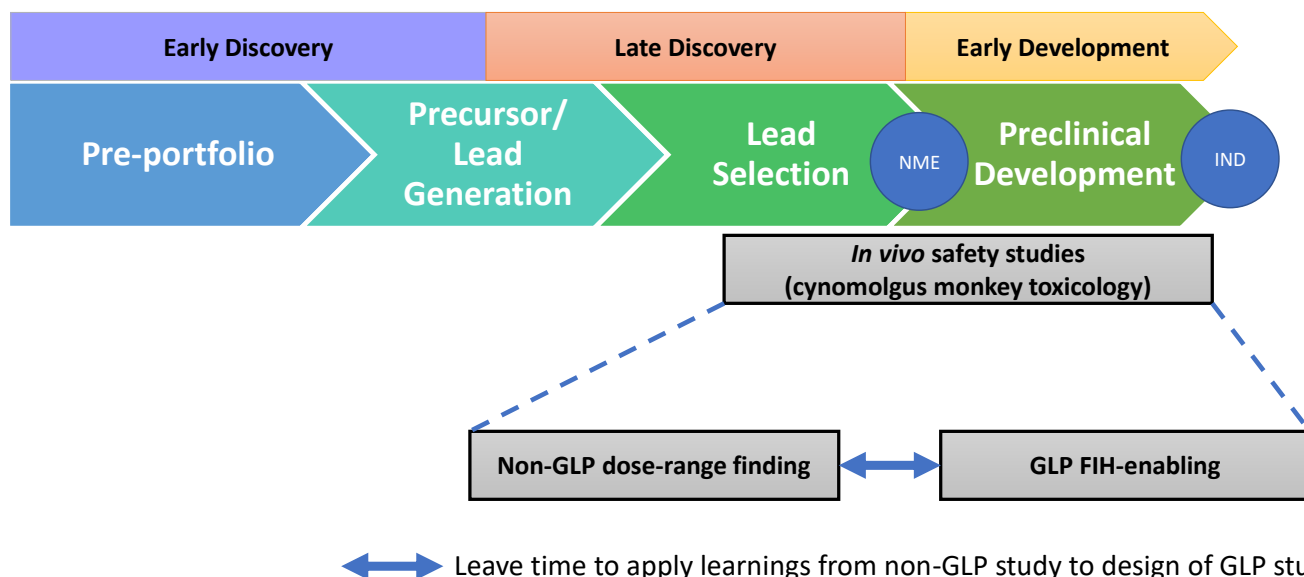 Early Discovery
Late Discovery
Early Development
Pre-portfolio
Precursor/
Lead
Generation
Lead
Selection
NME
Preclinical
Development
IND
In vivo safety studies
(cynomolgus monkey toxicology)
Non-GLP dose-range finding
GLP FIH-enabling
Leave time to apply learnings from non-GLP study to design of GLP stu